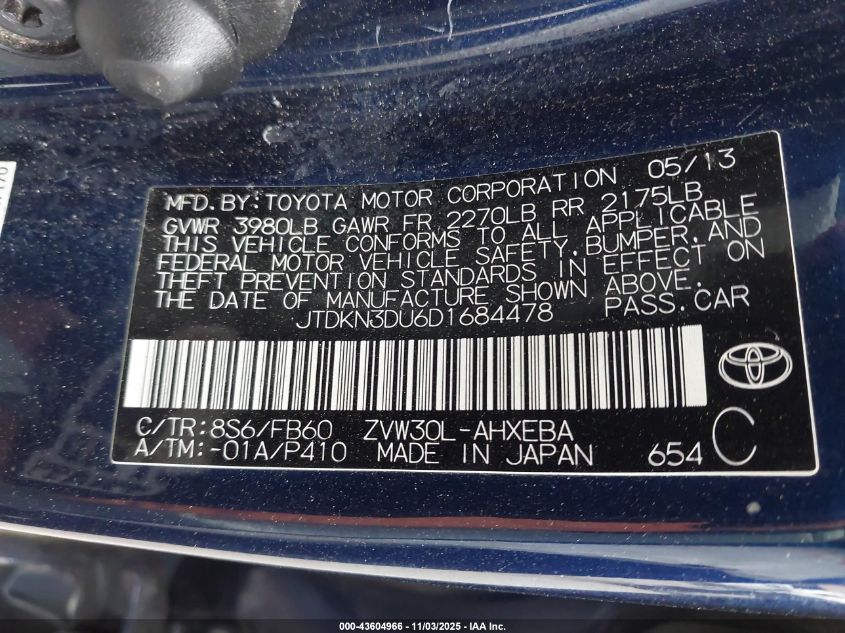 MFD.BY:TOYOTA MOTOR CORPORATION 05/13
GVWR 3980LB GAWR FR 2270LB RR 2175LB
THIS VEHICLE CONFORMS TO ALL APPLICABLE
FEDERAL MOTOR VEHICLE SAFETY,BUMPER,AND
THEFT PREVENTION STANDARDS IN EFFECT ON
THE DATE OF MANUFACTURE SHOWN ABOVE.
JTDKN3DU6D1684478 PASS.CAR
C/TR:8S6/FB60 ZVW30L-AHXEBA
A/TM:-01A/P410 MADE IN JAPAN 654 C
000-43604966 - 11/03/2025 - IAA Inc.